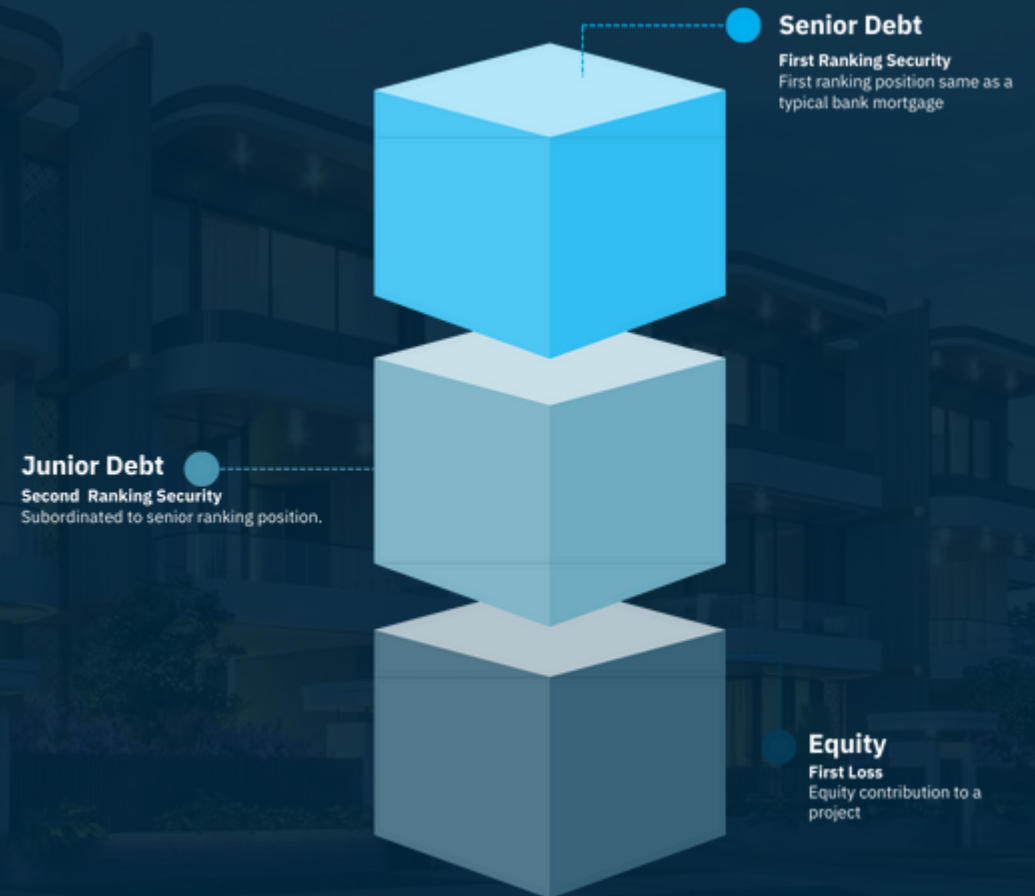 Senior Debt
First Ranking Security
First ranking position same as a
typical bank mortgage
Junior Debt
Second  Ranking Security
Subordinated to senior ranking position.
Equity
First Loss
Equity contribution to a
project